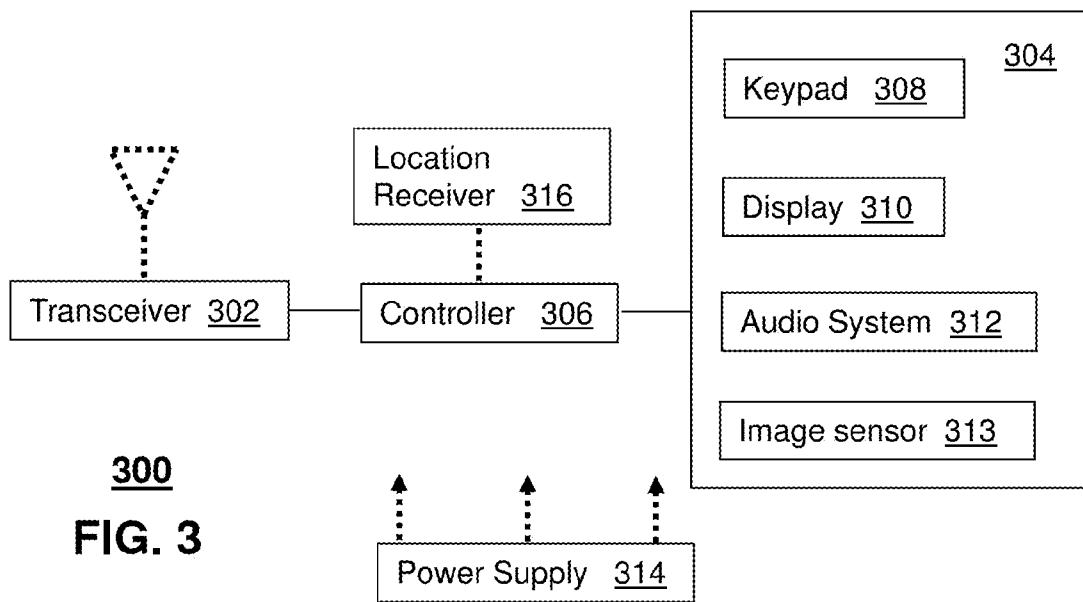 304
Keypad 308
Location
Receiver 316
Display 310
Transceiver 302
Controller 306
Audio System 312
Image sensor 313
300
FIG. 3
Power Supply 314